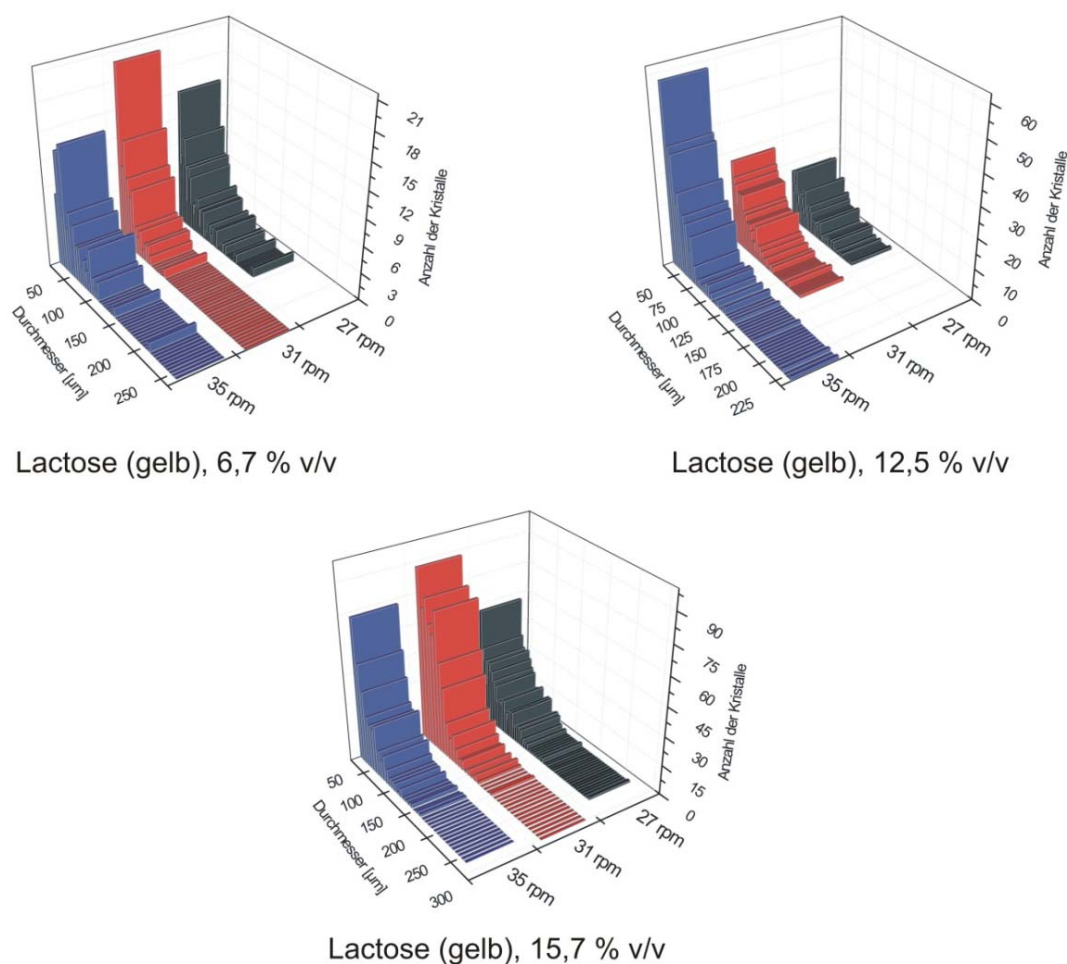 21
18
15
12
9
6
3
0
Anzahl der Kristalle
50
100
150
200
250
Durchmesser [µm]
35 rpm
31 rpm
27 rpm
Lactose (gelb), 6,7 % v/v
60
50
40
30
20
10
0
Anzahl der Kristalle
50
75
100
125
150
175
200
225
Durchmesser [µm]
35 rpm
31 rpm
27 rpm
Lactose (gelb), 12,5 % v/v
90
75
60
45
30
15
0
Anzahl der Kristalle
50
100
150
200
250
300
Durchmesser [µm]
35 rpm
31 rpm
27 rpm
Lactose (gelb), 15,7 % v/v